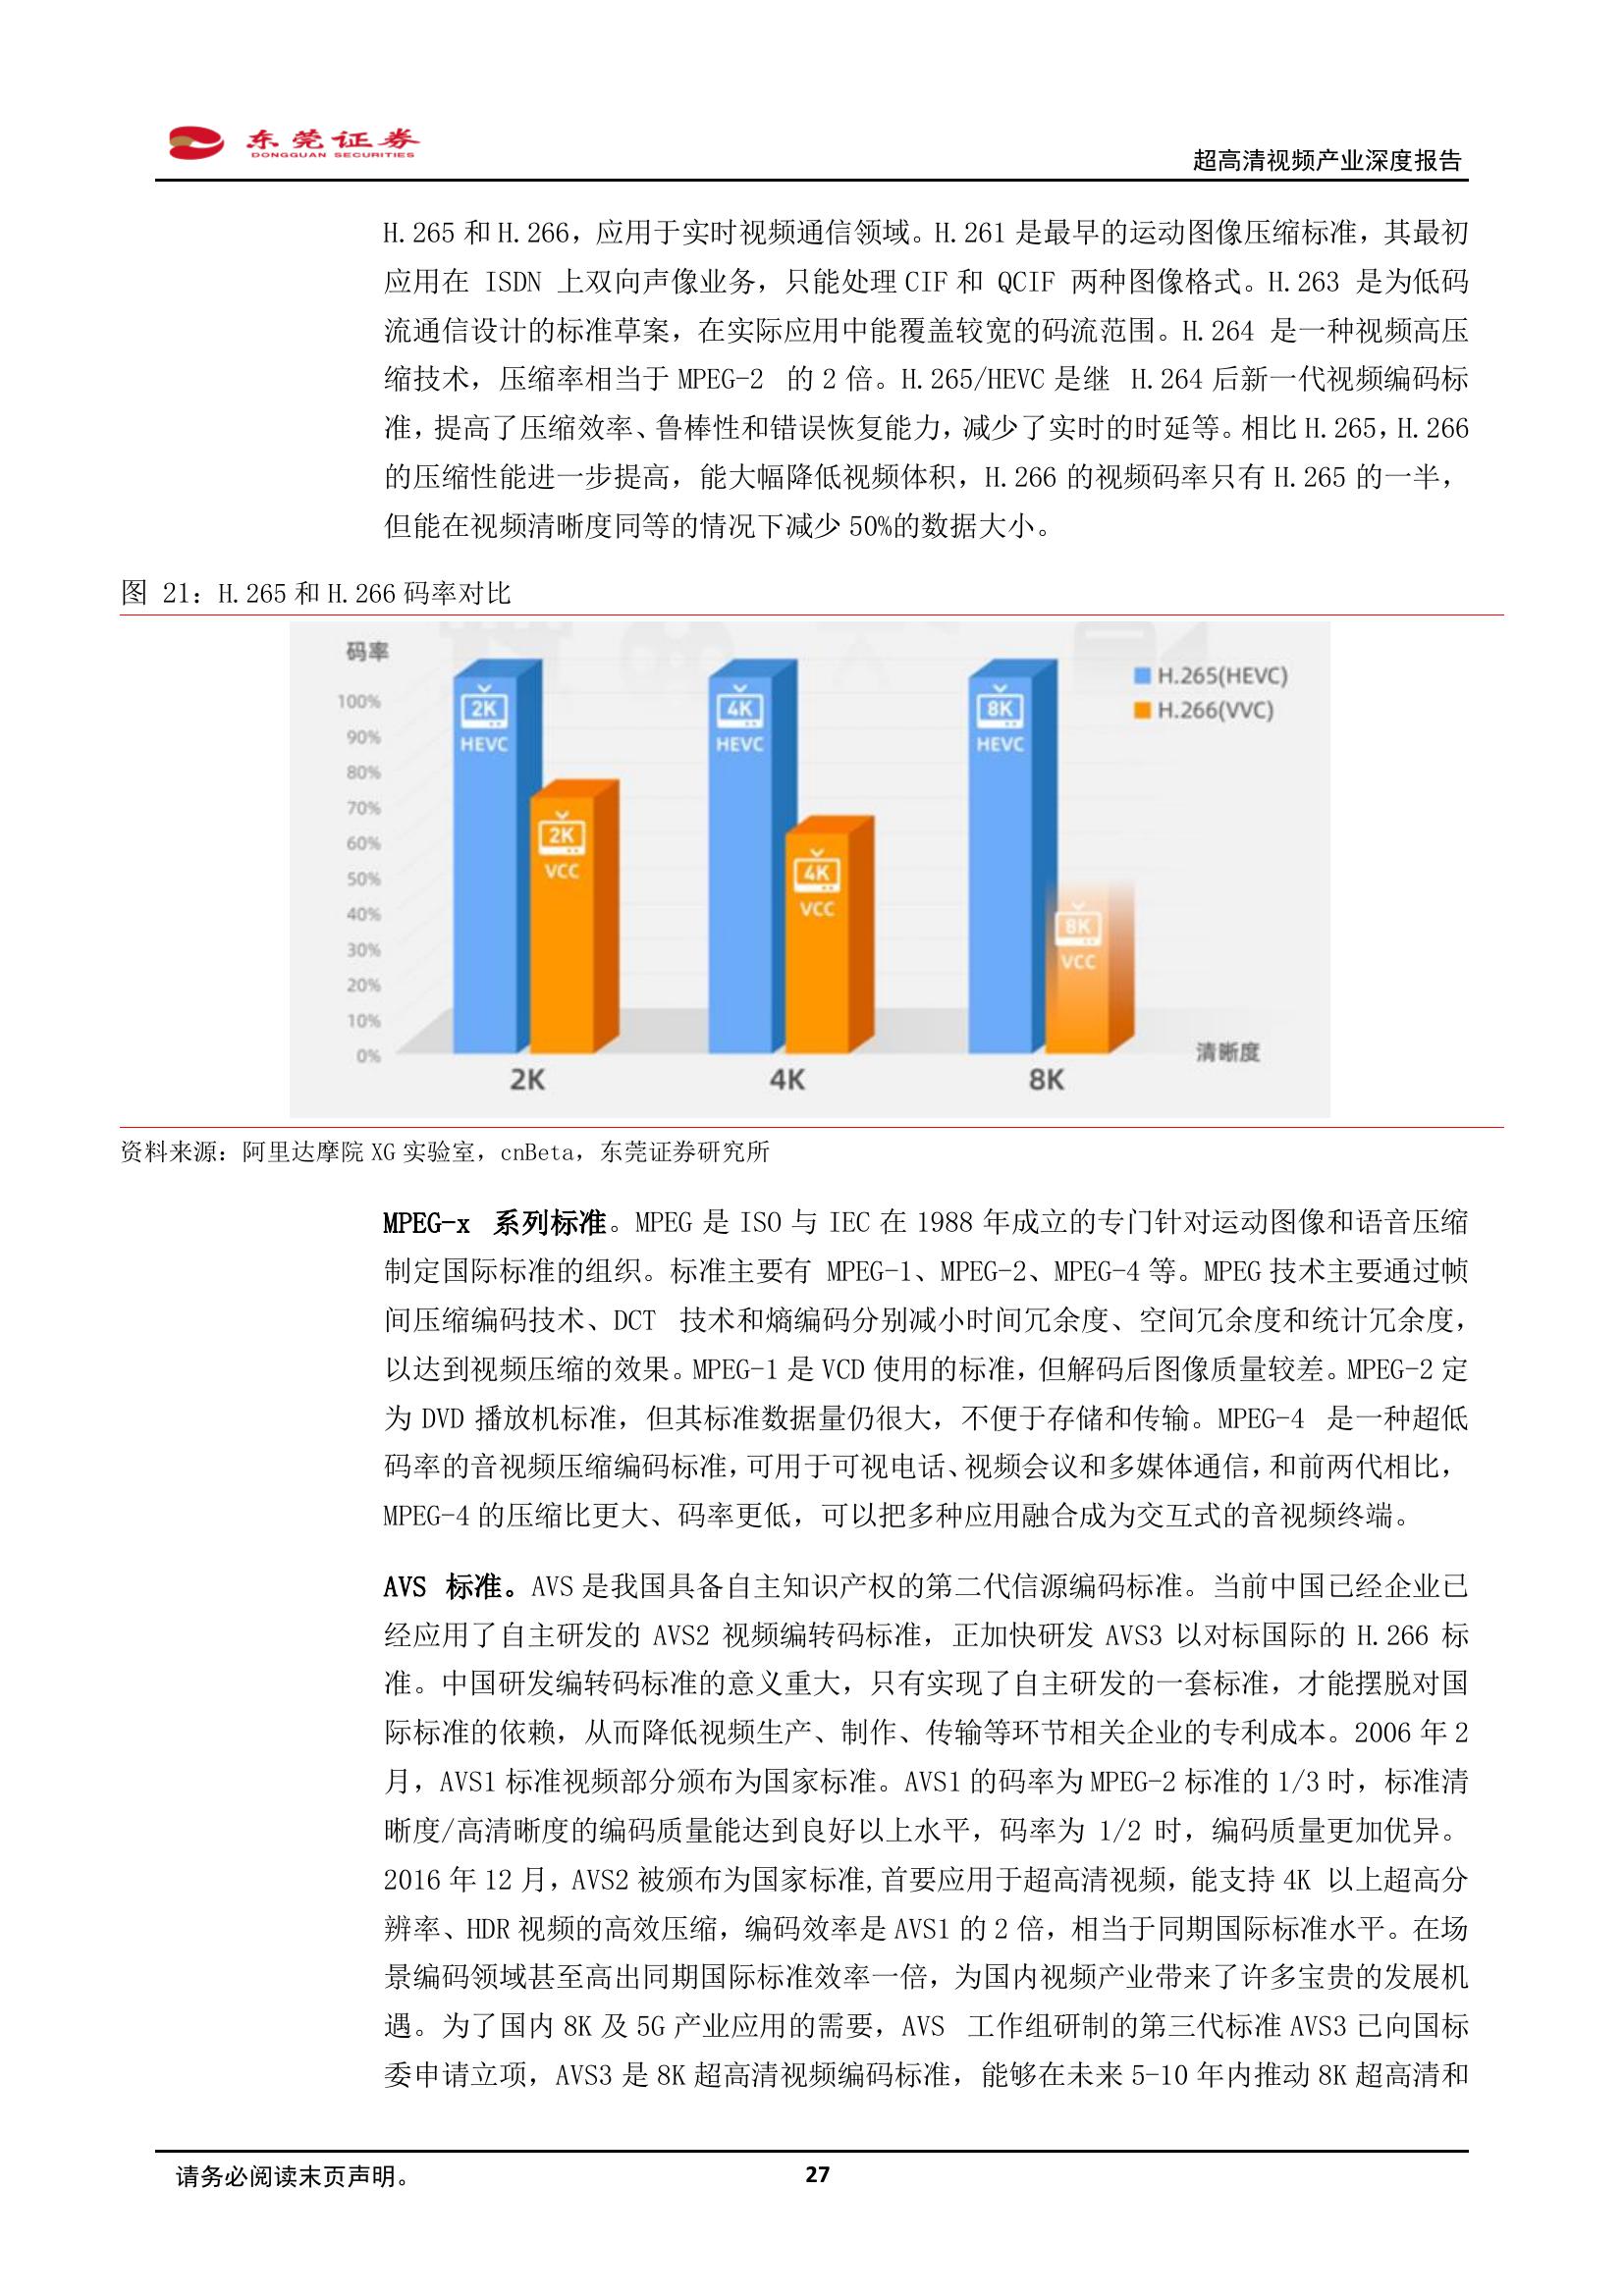 东莞证券
DONGGUAN SECURITIES
超高清视频产业深度报告
H.265 和 H.266，应用于实时视频通信领域。H.261 是最早的运动图像压缩标准，其最初
应用在 ISDN 上双向声像业务，只能处理 CIF 和 QCIF 两种图像格式。H.263 是为低码
流通信设计的标准草案，在实际应用中能覆盖较宽的码流范围。H.264 是一种视频高压
缩技术，压缩率相当于 MPEG-2 的 2 倍。H.265/HEVC 是继 H.264 后新一代视频编码标
准，提高了压缩效率、鲁棒性和错误恢复能力，减少了实时的时延等。相比 H.265，H.266
的压缩性能进一步提高，能大幅降低视频体积，H.266 的视频码率只有 H.265 的一半，
但能在视频清晰度同等的情况下减少 50%的数据大小。
图 21：H.265 和 H.266 码率对比
码率
H.265(HEVC)
H.266(VVC)
100%
90%
80%
70%
60%
50%
40%
30%
20%
10%
0%
2K
HEVC
2K
VCC
4K
HEVC
4K
VCC
8K
HEVC
8K
VCC
清晰度
2K
4K
8K
资料来源：阿里达摩院 XG 实验室，cnBeta，东莞证券研究所
MPEG-x 系列标准。MPEG 是 ISO 与 IEC 在 1988 年成立的专门针对运动图像和语音压缩
制定国际标准的组织。标准主要有 MPEG-1、MPEG-2、MPEG-4 等。MPEG 技术主要通过帧
间压缩编码技术、DCT 技术和熵编码分别减小时间冗余度、空间冗余度和统计冗余度，
以达到视频压缩的效果。MPEG-1 是 VCD 使用的标准，但解码后图像质量较差。MPEG-2 定
为 DVD 播放机标准，但其标准数据量仍很大，不便于存储和传输。MPEG-4 是一种超低
码率的音视频压缩编码标准，可用于可视电话、视频会议和多媒体通信，和前两代相比，
MPEG-4 的压缩比更大、码率更低，可以把多种应用融合成为交互式的音视频终端。
AVS 标准。AVS 是我国具备自主知识产权的第二代信源编码标准。当前中国已经企业已
经应用了自主研发的 AVS2 视频编转码标准，正加快研发 AVS3 以对标国际的 H.266 标
准。中国研发编转码标准的意义重大，只有实现了自主研发的一套标准，才能摆脱对国
际标准的依赖，从而降低视频生产、制作、传输等环节相关企业的专利成本。2006 年 2
月，AVS1 标准视频部分颁布为国家标准。AVS1 的码率为 MPEG-2 标准的 1/3 时，标准清
晰度/高清晰度的编码质量能达到良好以上水平，码率为 1/2 时，编码质量更加优异。
2016 年 12 月，AVS2 被颁布为国家标准,首要应用于超高清视频，能支持 4K 以上超高分
辨率、HDR 视频的高效压缩，编码效率是 AVS1 的 2 倍，相当于同期国际标准水平。在场
景编码领域甚至高出同期国际标准效率一倍，为国内视频产业带来了许多宝贵的发展机
遇。为了国内 8K 及 5G 产业应用的需要，AVS 工作组研制的第三代标准 AVS3 已向国标
委申请立项，AVS3 是 8K 超高清视频编码标准，能够在未来 5-10 年内推动 8K 超高清和
请务必阅读末页声明。
27